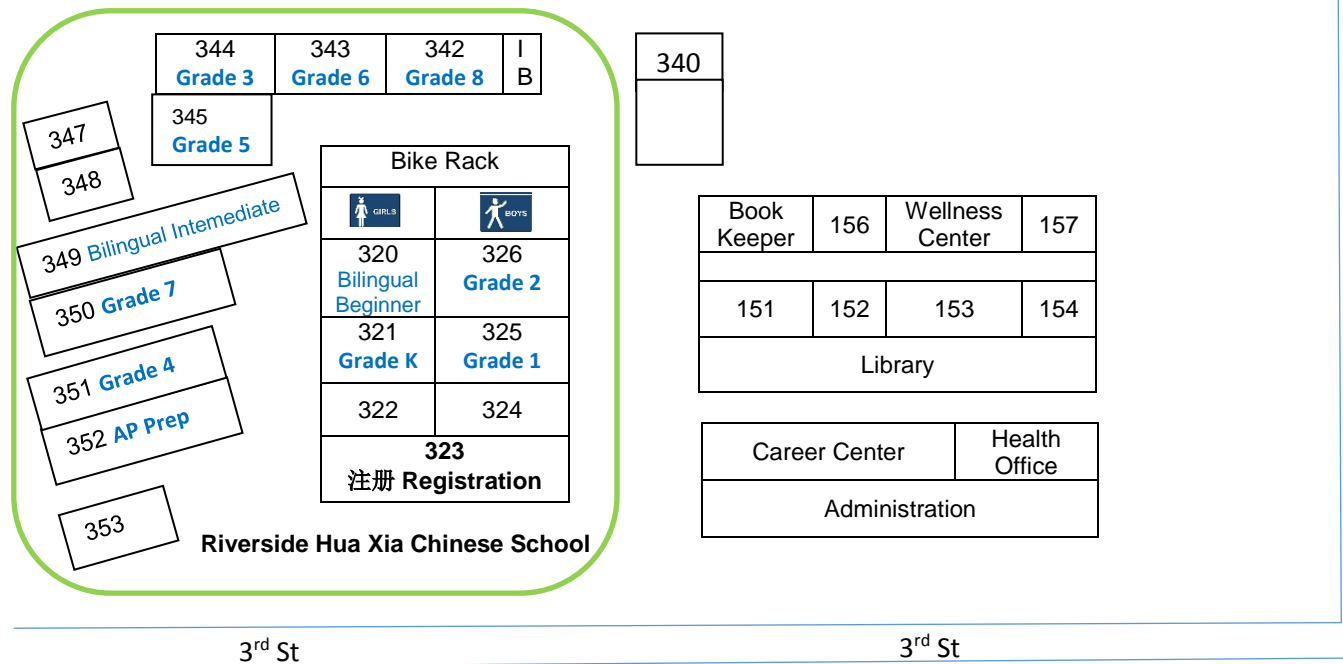 344
Grade 3
343
Grade 6
342
Grade 8
I
B
340
345
Grade 5
347
348
349 Bilingual Intemediate
350 Grade 7
351 Grade 4
352 AP Prep
353
Bike Rack
GIRLS
BOYS
320
Bilingual
Beginner
326
Grade 2
321
Grade K
325
Grade 1
322
324
323
注册 Registration
Riverside Hua Xia Chinese School
Book
Keeper
156
Wellness
Center
157
151
152
153
154
Library
Career Center
Health
Office
Administration
3rd St
3rd St